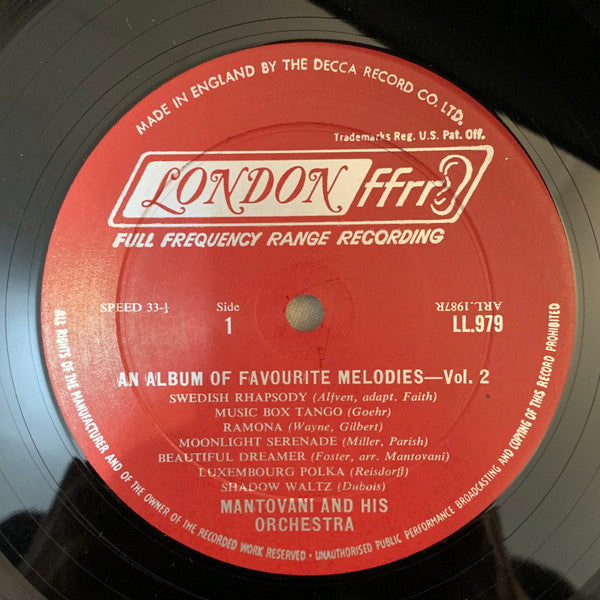 MADE IN ENGLAND BY THE DECCA RECORD CO. LTD.
Trademarks Reg. U.S. Pat. Off.
LONDON ffrr
FULL FREQUENCY RANGE RECORDING
SPEED 33-⅓
Side
1
ARL.1987R
LL.979
AN ALBUM OF FAVOURITE MELODIES—Vol. 2
SWEDISH RHAPSODY (Alfven, adapt. Faith)
MUSIC BOX TANGO (Goehr)
RAMONA (Wayne, Gilbert)
MOONLIGHT SERENADE (Miller, Parish)
BEAUTIFUL DREAMER (Foster, arr. Mantovani)
LUXEMBOURG POLKA (Reisdorff)
SHADOW WALTZ (Dubois)
MANTOVANI AND HIS
ORCHESTRA
ALL RIGHTS OF THE MANUFACTURER AND OF THE OWNER OF THE RECORDED WORK RESERVED · UNAUTHORISED PUBLIC PERFORMANCE BROADCASTING AND COPYING OF THIS RECORD PROHIBITED